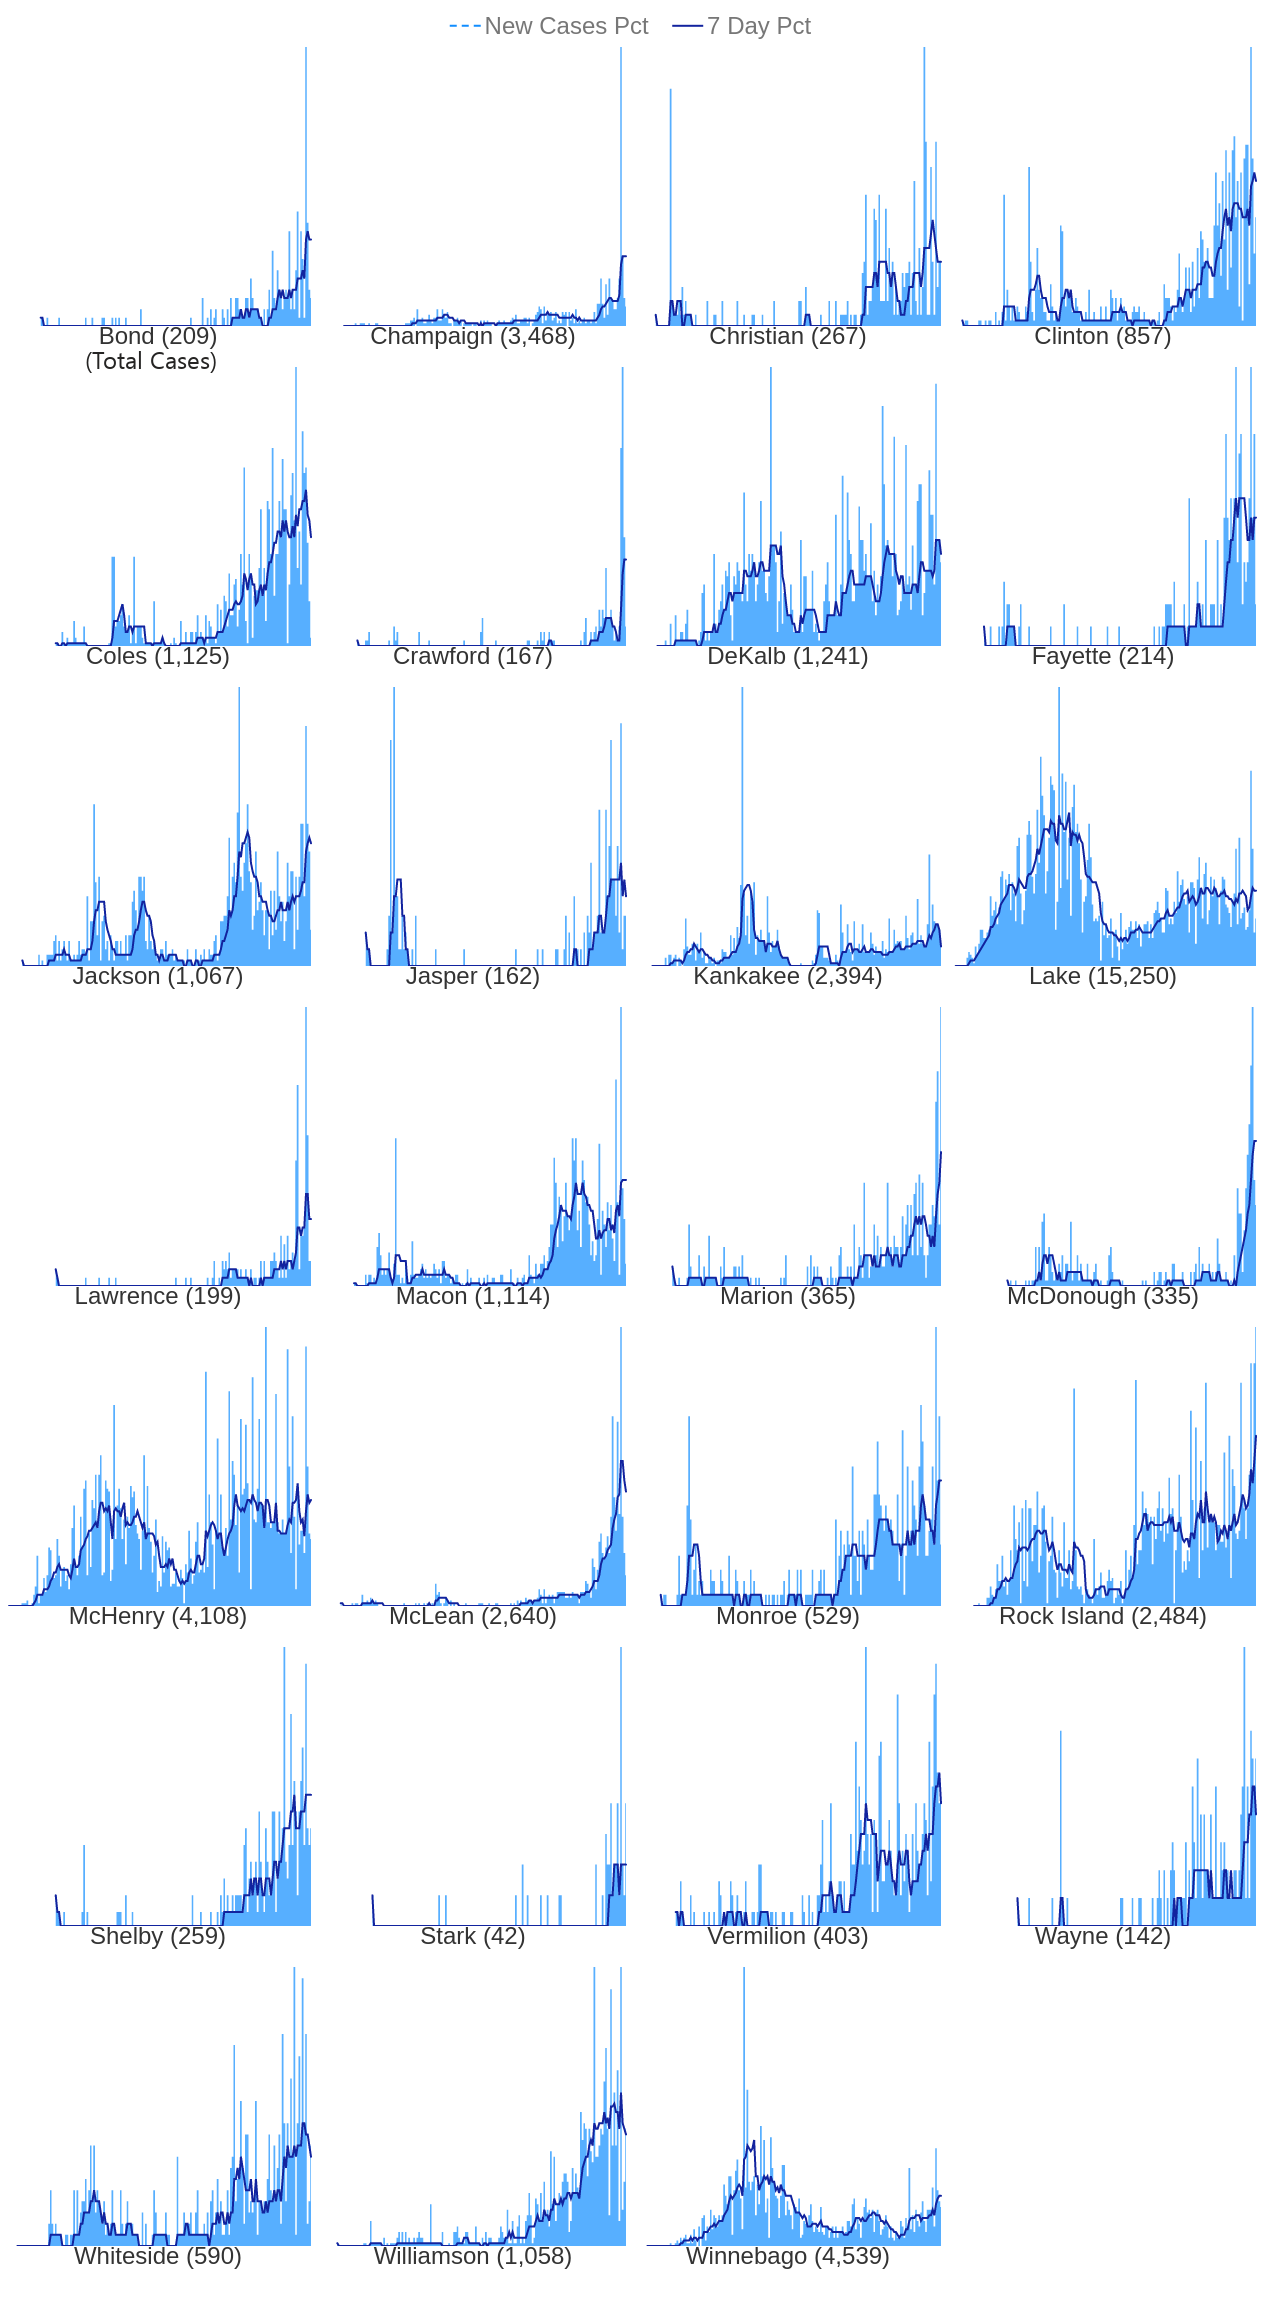 New Cases Pct 7 Day Pct
Bond (209) Champaign (3,468) Christian (267) Clinton (857)
(Total Cases)
Coles (1,125) Crawford (167) DeKalb (1,241) Fayette (214)
Jackson (1,067) Jasper (162) Kankakee (2,394) Lake (15,250)
Lawrence (199) Macon (1,114) Marion (365) McDonough (335)
McHenry (4,108) McLean (2,640) Monroe (529) Rock Island (2,484)
Shelby (259) Stark (42) Vermilion (403) Wayne (142)
Whiteside (590) Williamson (1,058) Winnebago (4,539)